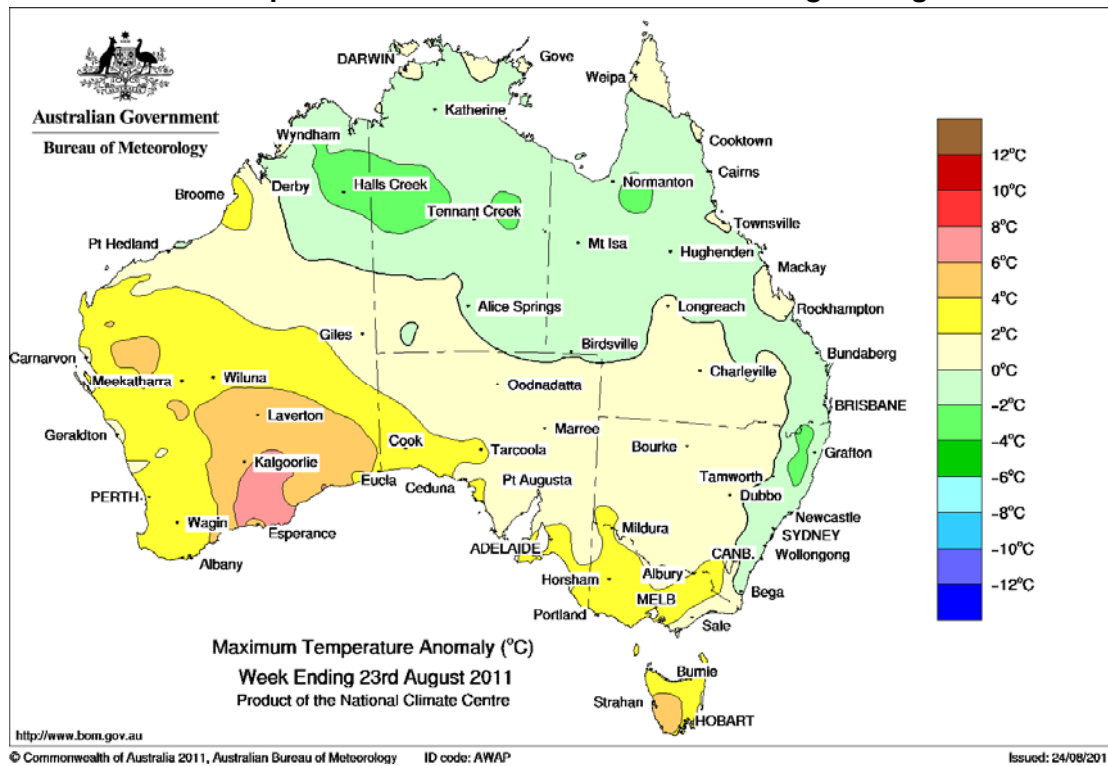 Australian Government
Bureau of Meteorology
DARWIN
Gove
Weipa
Katherine
Wyndham
Cooktown
Cairns
Broome
Derby
Halls Creek
Normanton
Tennant Creek
Townsville
Pt Hedland
Mt Isa
Hughenden
Mackay
Alice Springs
Longreach
Rockhampton
Giles
Birdsville
Bundaberg
Carnarvon
Meekatharra
Wiluna
Oodnadatta
Charleville
BRISBANE
Laverton
Geraldton
Cook
Marree
Bourke
Grafton
Tarcoola
Kalgoorlie
Eucla
Ceduna
Pt Augusta
Tamworth
Dubbo
PERTH
Wagin
Esperance
Mildura
Newcastle
SYDNEY
Wollongong
ADELAIDE
CANB.
Albany
Horsham
Albury
Bega
Portland
MELB
Sale
Burnie
Strahan
HOBART
12°C
10°C
8°C
6°C
4°C
2°C
0°C
-2°C
-4°C
-6°C
-8°C
-10°C
-12°C
Maximum Temperature Anomaly (°C)
Week Ending 23rd August 2011
Product of the National Climate Centre
http://www.bom.gov.au
© Commonwealth of Australia 2011, Australian Bureau of Meteorology ID code: AWAP Issued: 24/08/201